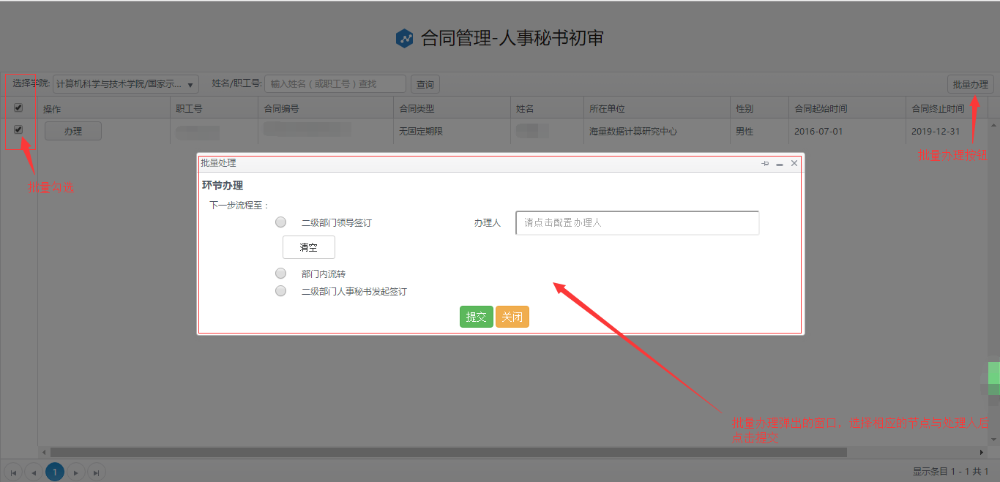 合同管理-人事秘书初审
选择学院: 计算机科学与技术学院/国家示... 姓名/职工号: 输入姓名（或职工号）查找 查询 批量办理
操作 职工号 合同编号 合同类型 姓名 所在单位 性别 合同起始时间 合同终止时间
办理 无固定期限 海量数据计算研究中心 男性 2016-07-01 2019-12-31
批量办理按钮
批量勾选
批量处理
环节办理
下一步流程至：
二级部门领导签订 办理人 请点击配置办理人
清空
部门内流转
二级部门人事秘书发起签订
提交 关闭
批量办理弹出的窗口，选择相应的节点与处理人后
点击提交
1 显示条目 1 - 1 共 1